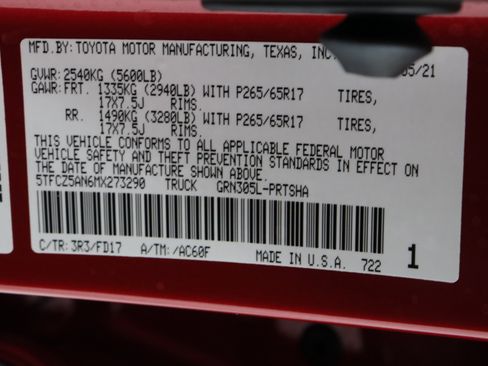 MFD.BY: TOYOTA MOTOR MANUFACTURING, TEXAS, INC. 05/21
GVWR: 2540KG (5600LB)
GAWR: FRT. 1335KG (2940LB) WITH P265/65R17 TIRES,
17X7.5J RIMS.
RR. 1490KG (3280LB) WITH P265/65R17 TIRES,
17X7.5J RIMS.
THIS VEHICLE CONFORMS TO ALL APPLICABLE FEDERAL MOTOR
VEHICLE SAFETY AND THEFT PREVENTION STANDARDS IN EFFECT ON
THE DATE OF MANUFACTURE SHOWN ABOVE.
5TFCZ5AN6MX273290 TRUCK GRN305L-PRTSHA
C/TR: 3R3/FD17 A/TM: /AC60F MADE IN U.S.A. 722 1